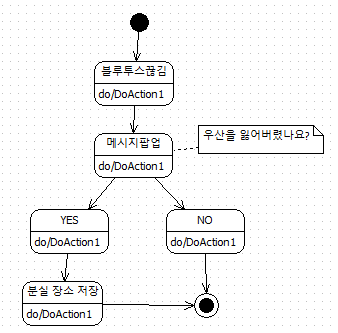 블루투스끊김
do/DoAction1
메시지팝업
do/DoAction1
우산을 잃어버렸나요?
YES
do/DoAction1
NO
do/DoAction1
분실 장소 저장
do/DoAction1